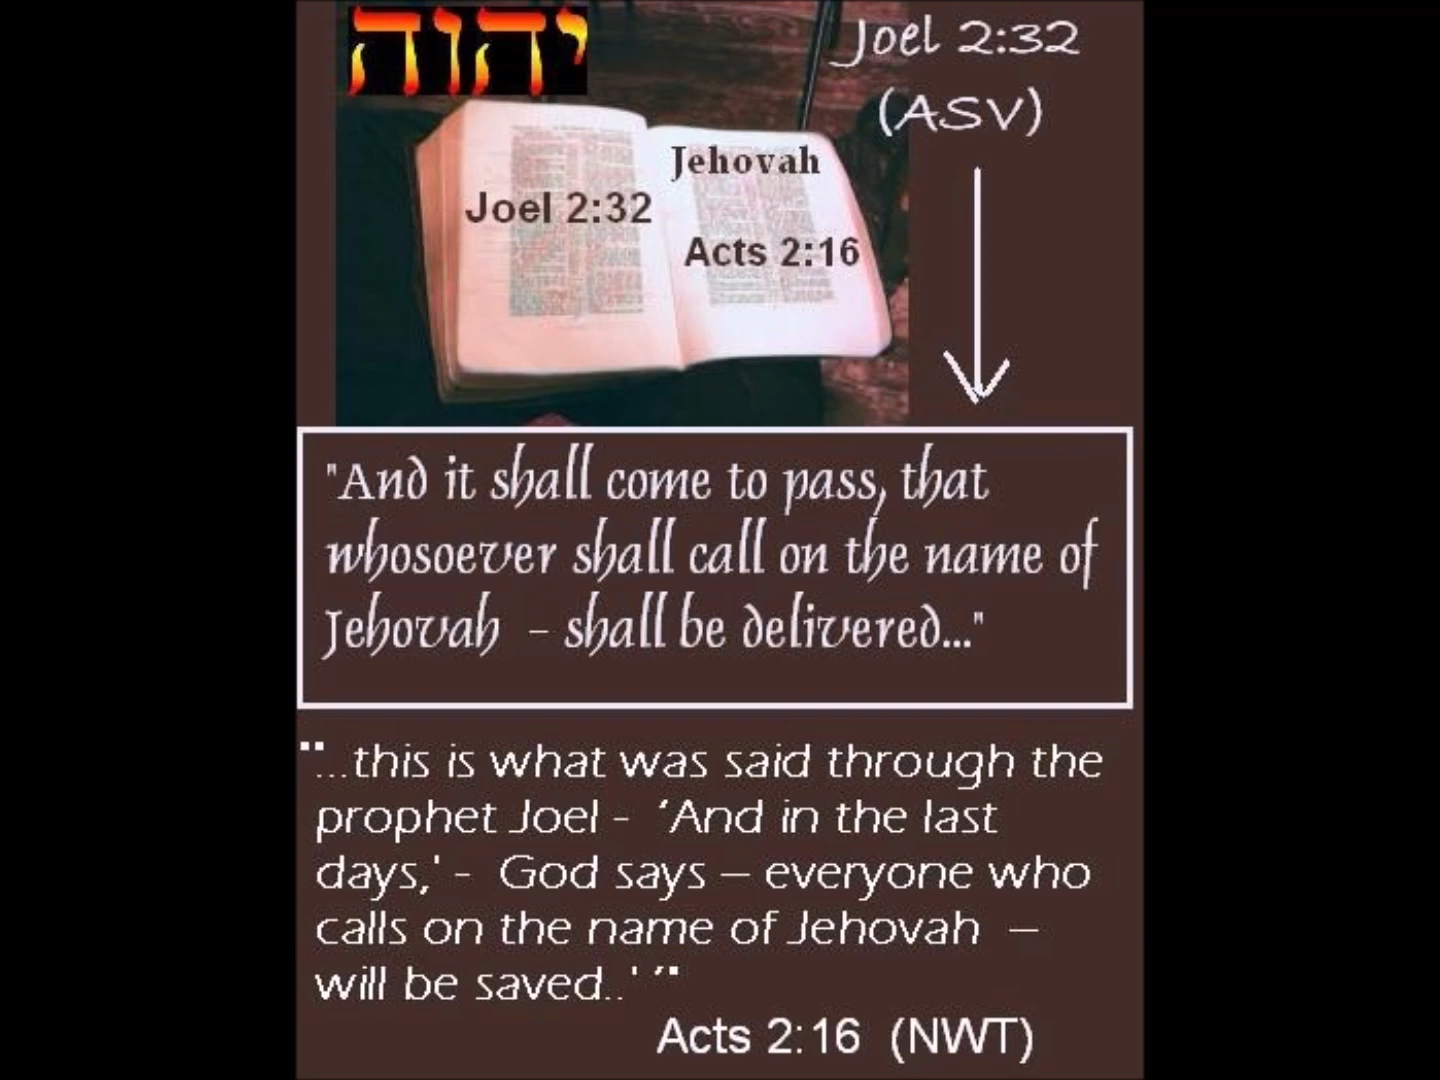 יהוה
Joel 2:32
(ASV)
Jehovah
Joel 2:32
Acts 2:16
"And it shall come to pass, that
whosoever shall call on the name of
Jehovah - shall be delivered..."
"...this is what was said through the
prophet Joel - ‘And in the last
days,' - God says – everyone who
calls on the name of Jehovah –
will be saved..' ’"
Acts 2:16 (NWT)